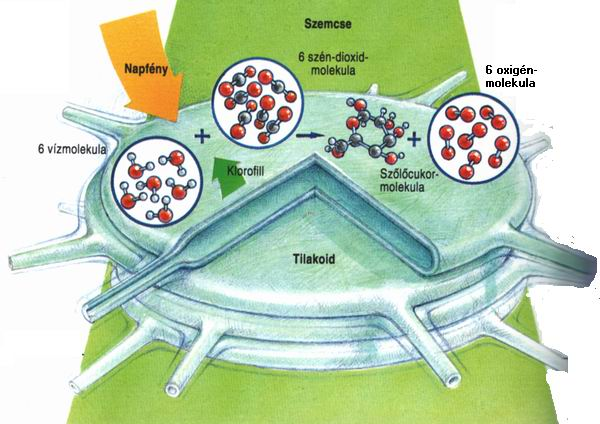 Szemcse
Napfény
6 szén-dioxid-
molekula
6 oxigén-
molekula
6 vízmolekula
+
+
Klorofill
Szőlőcukor-
molekula
Tilakoid